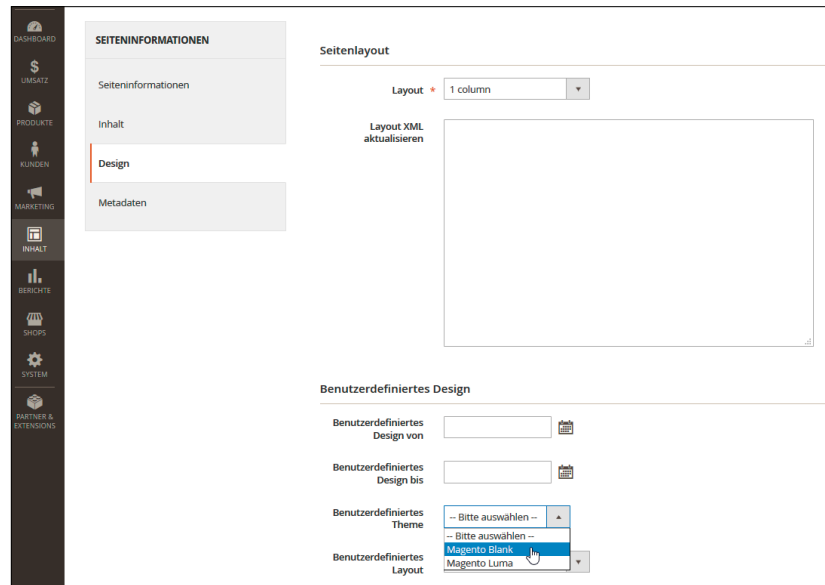 DASHBOARD
$
UMSATZ
PRODUKTE
KUNDEN
MARKETING
INHALT
BERICHTE
SHOPS
SYSTEM
PARTNER &
EXTENSIONS
SEITENINFORMATIONEN
Seiteninformationen
Inhalt
Design
Metadaten
Seitenlayout
Layout * 1 column
Layout XML
aktualisieren
Benutzerdefiniertes Design
Benutzerdefiniertes
Design von
Benutzerdefiniertes
Design bis
Benutzerdefiniertes
Theme
-- Bitte auswählen --
-- Bitte auswählen --
Magento Blank
Magento Luma
Benutzerdefiniertes
Layout